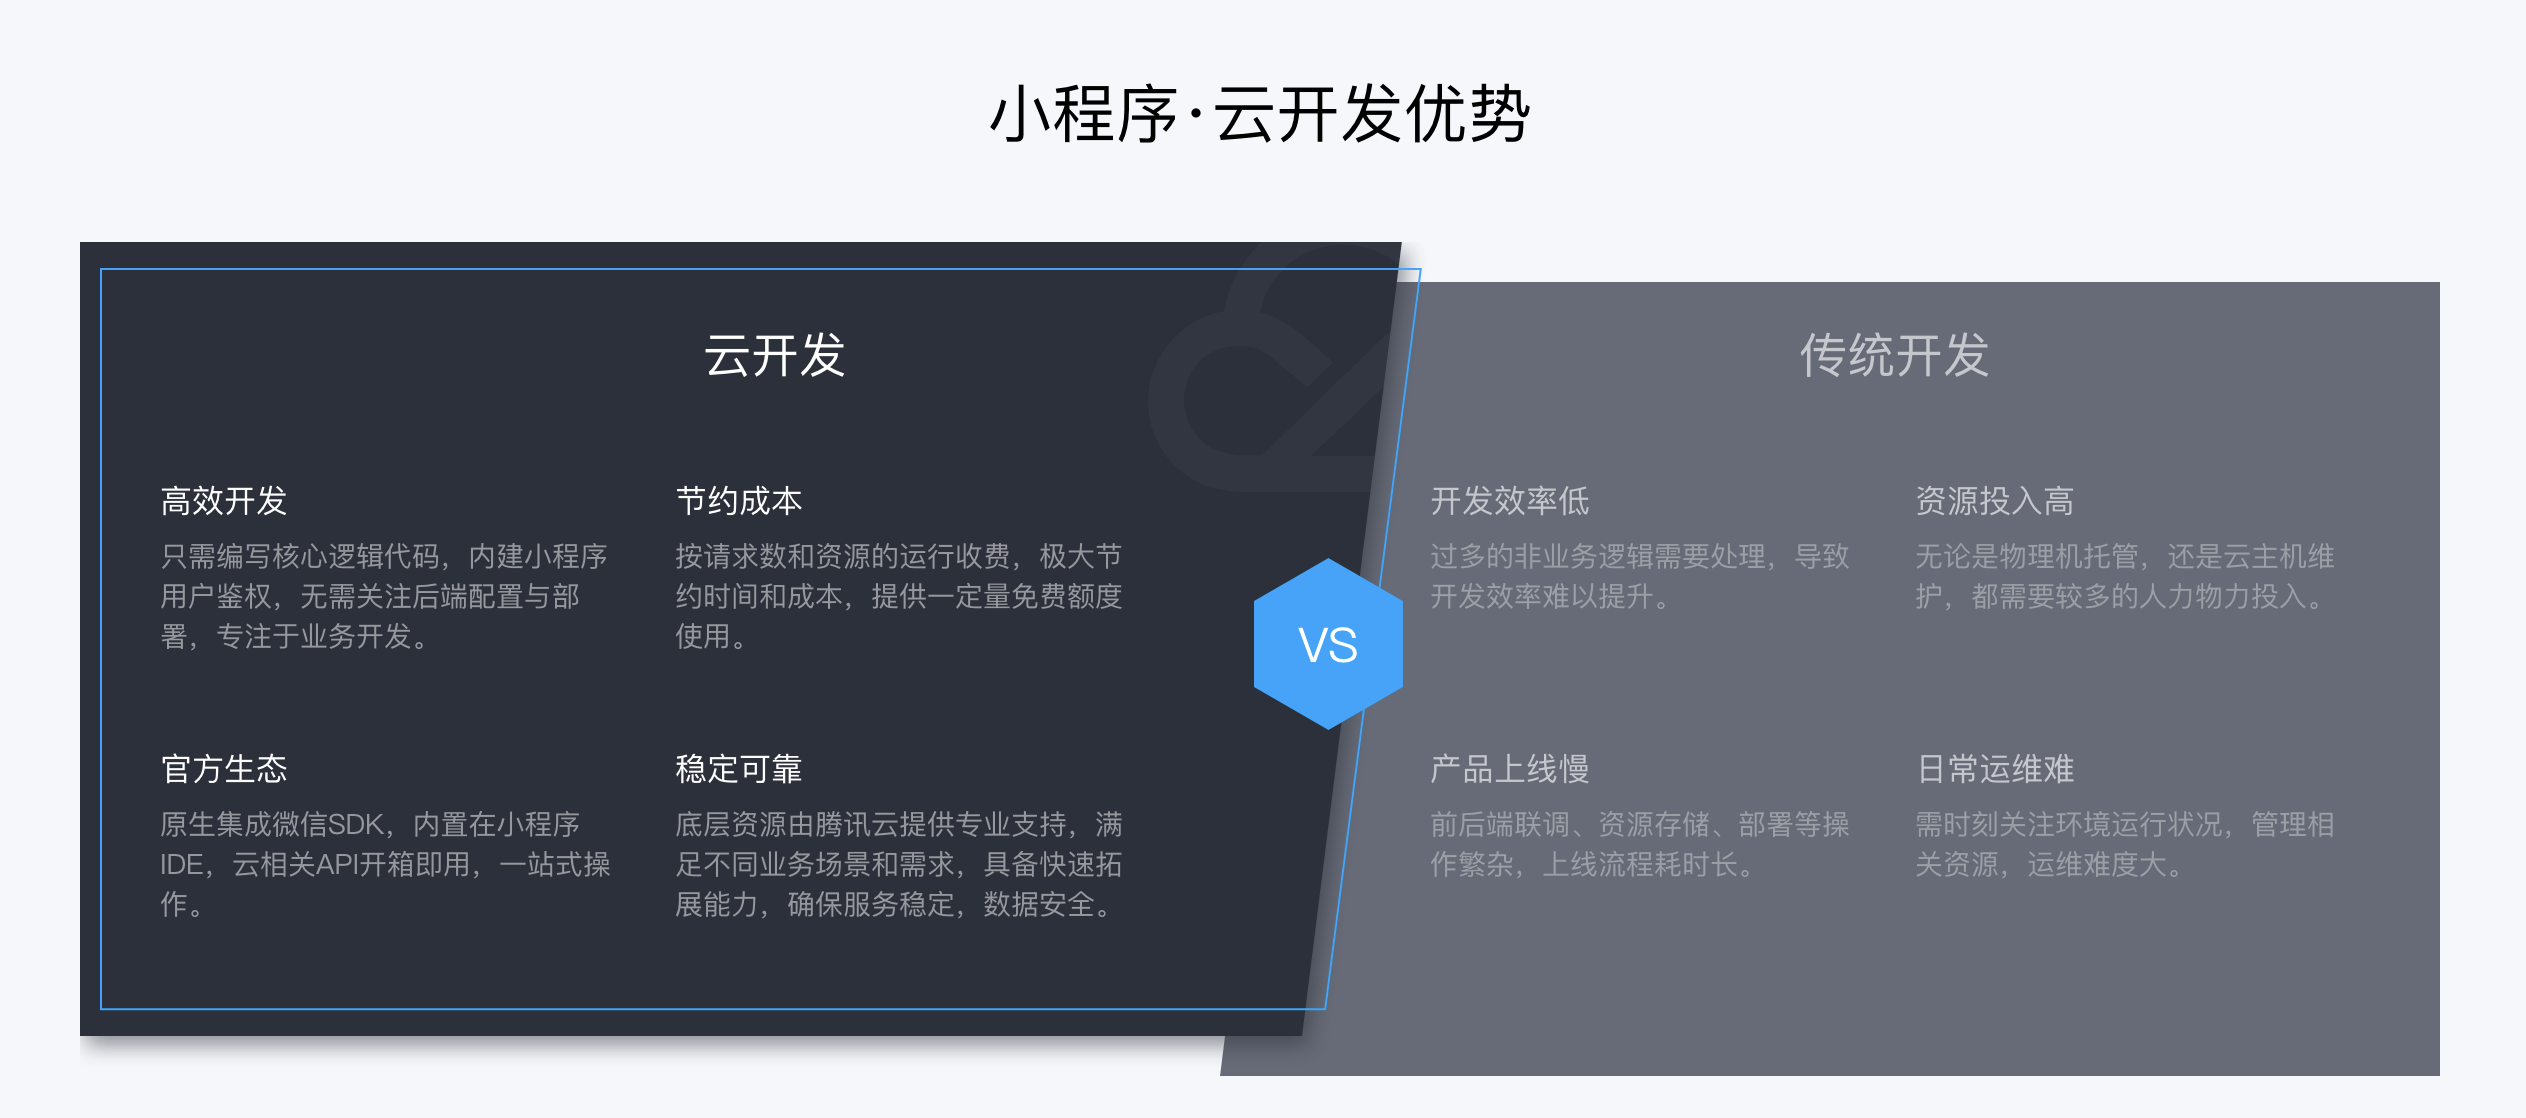 小程序·云开发优势
云开发
高效开发
只需编写核心逻辑代码，内建小程序
用户鉴权，无需关注后端配置与部
署，专注于业务开发。
节约成本
按请求数和资源的运行收费，极大节
约时间和成本，提供一定量免费额度
使用。
官方生态
原生集成微信SDK，内置在小程序
IDE，云相关API开箱即用，一站式操
作。
稳定可靠
底层资源由腾讯云提供专业支持，满
足不同业务场景和需求，具备快速拓
展能力，确保服务稳定，数据安全。
VS
传统开发
开发效率低
过多的非业务逻辑需要处理，导致
开发效率难以提升。
资源投入高
无论是物理机托管，还是云主机维
护，都需要较多的人力物力投入。
产品上线慢
前后端联调、资源存储、部署等操
作繁杂，上线流程耗时长。
日常运维难
需时刻关注环境运行状况，管理相
关资源，运维难度大。